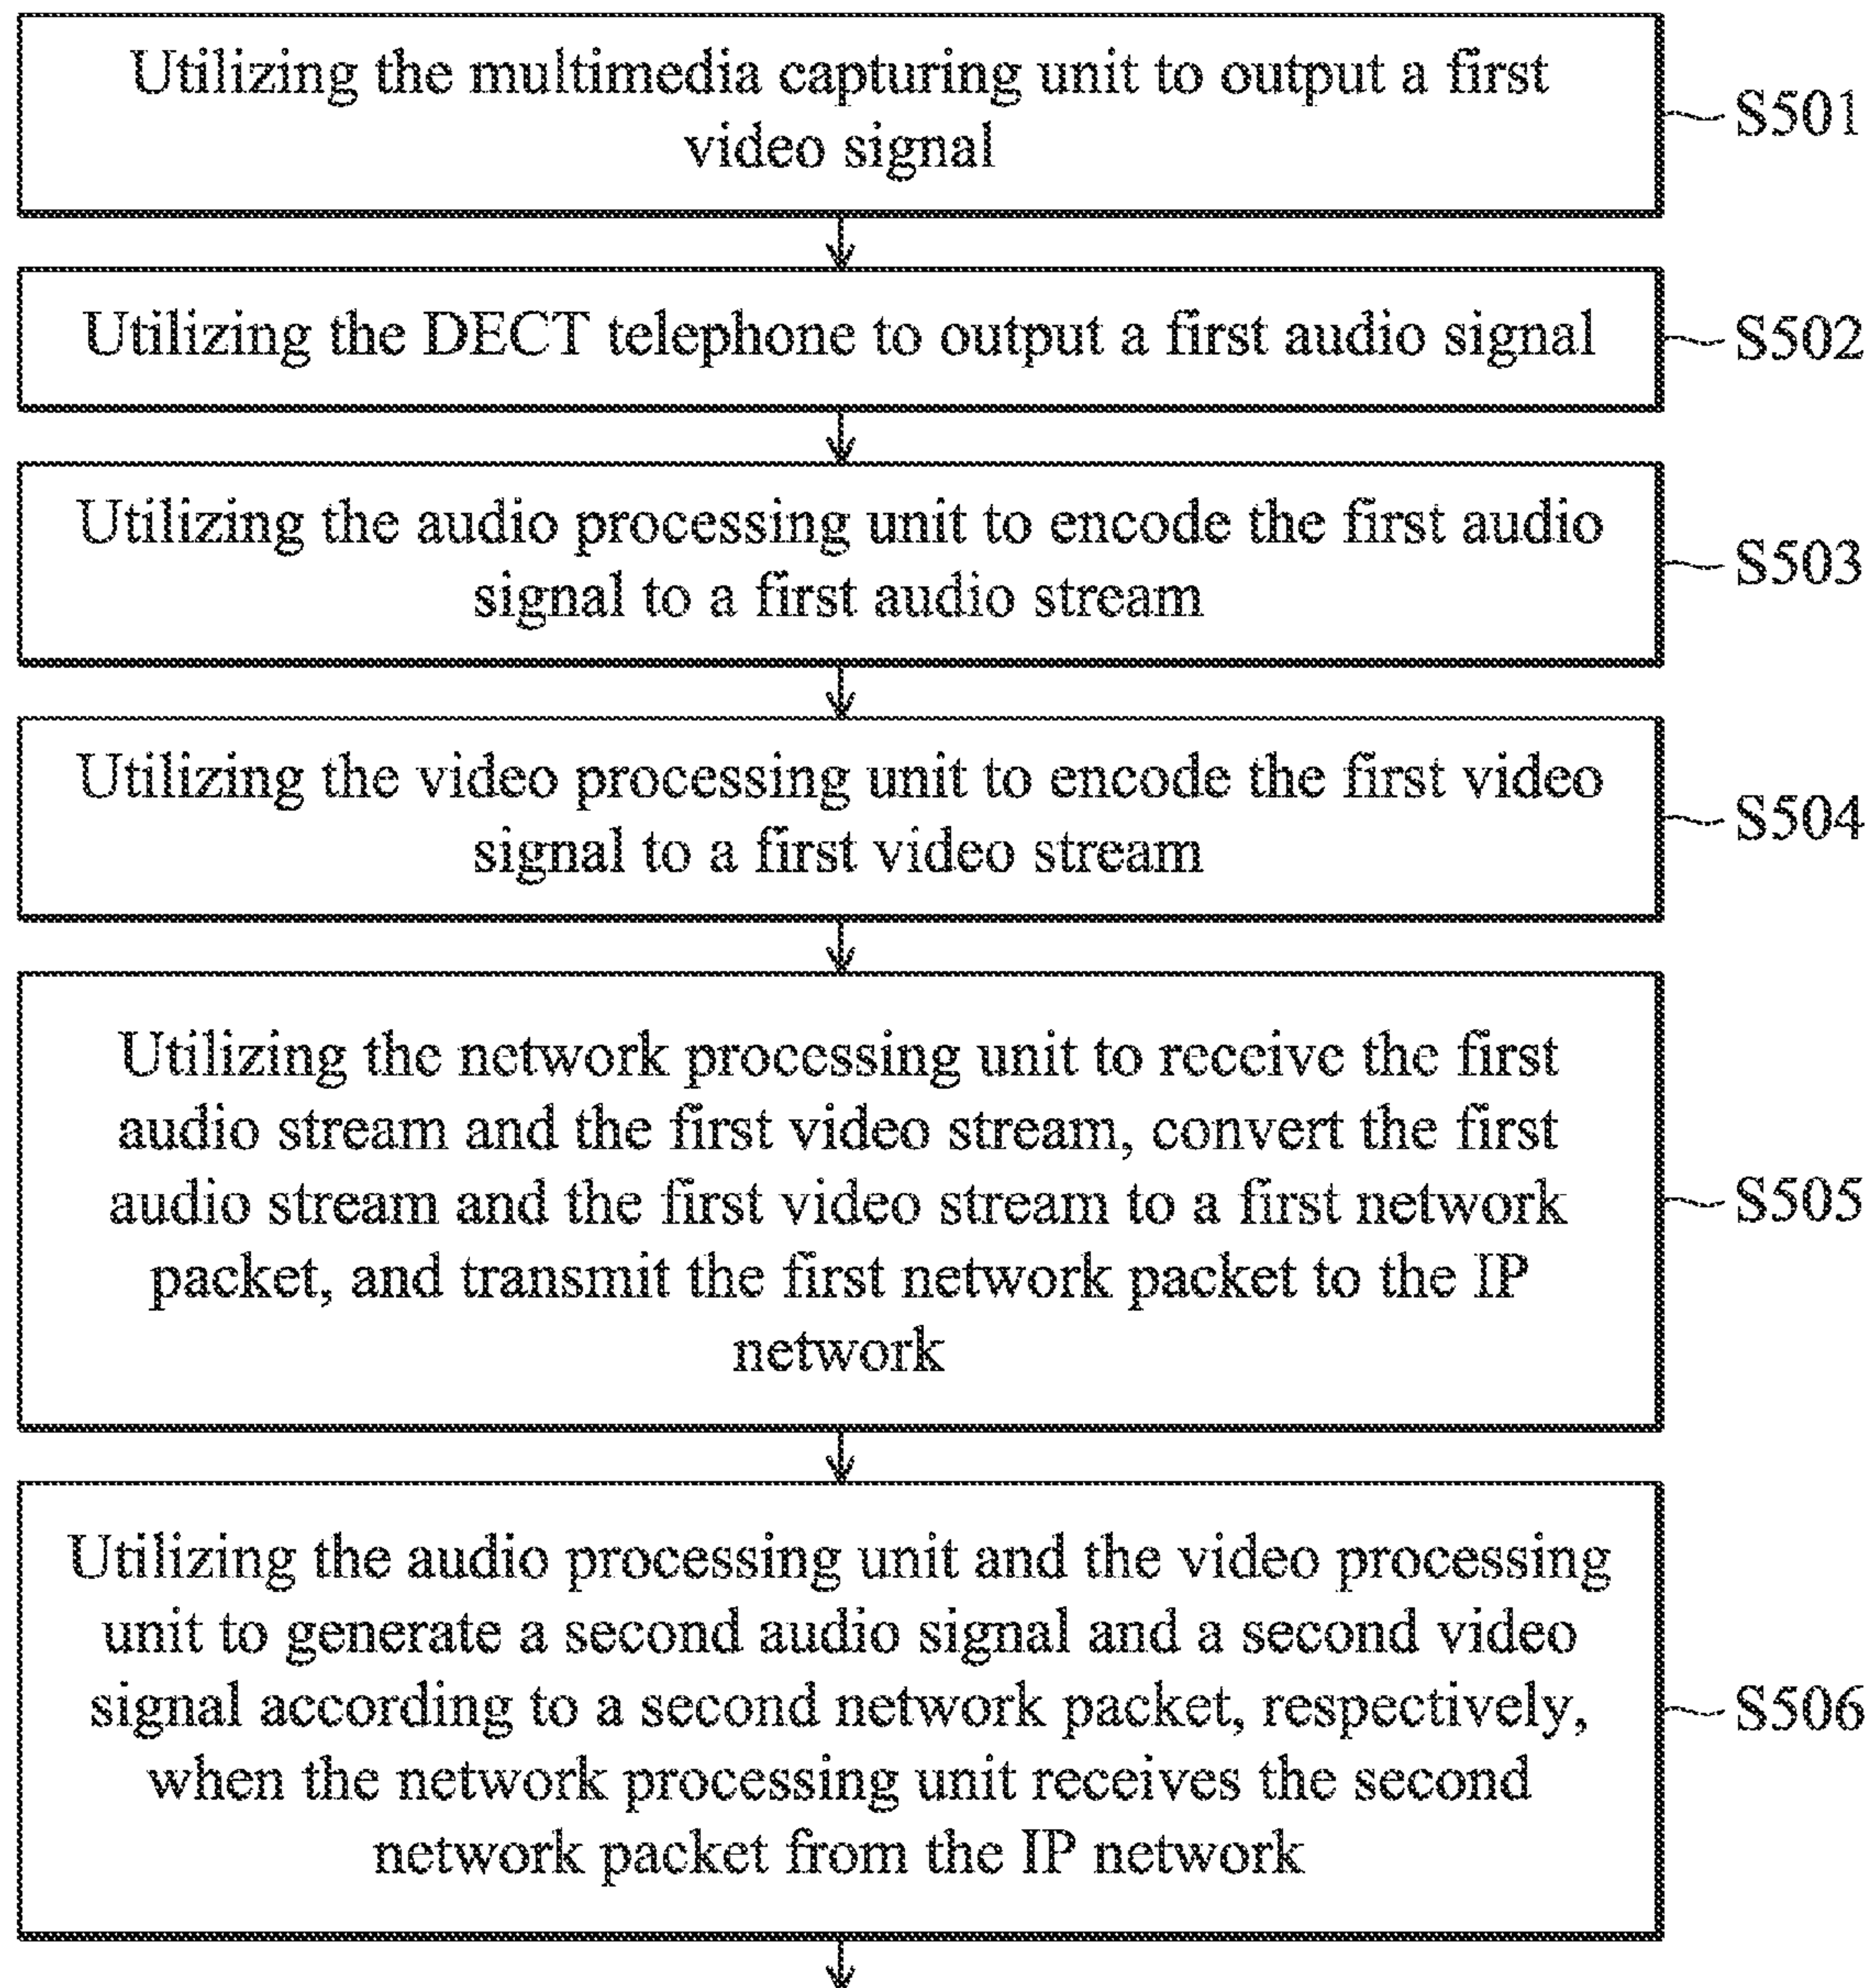 Utilizing the multimedia capturing unit to output a first
video signal
S501
Utilizing the DECT telephone to output a first audio signal
S502
Utilizing the audio processing unit to encode the first audio
signal to a first audio stream
S503
Utilizing the video processing unit to encode the first video
signal to a first video stream
S504
Utilizing the network processing unit to receive the first
audio stream and the first video stream, convert the first
audio stream and the first video stream to a first network
packet, and transmit the first network packet to the IP
network
S505
Utilizing the audio processing unit and the video processing
unit to generate a second audio signal and a second video
signal according to a second network packet, respectively,
when the network processing unit receives the second
network packet from the IP network
S506